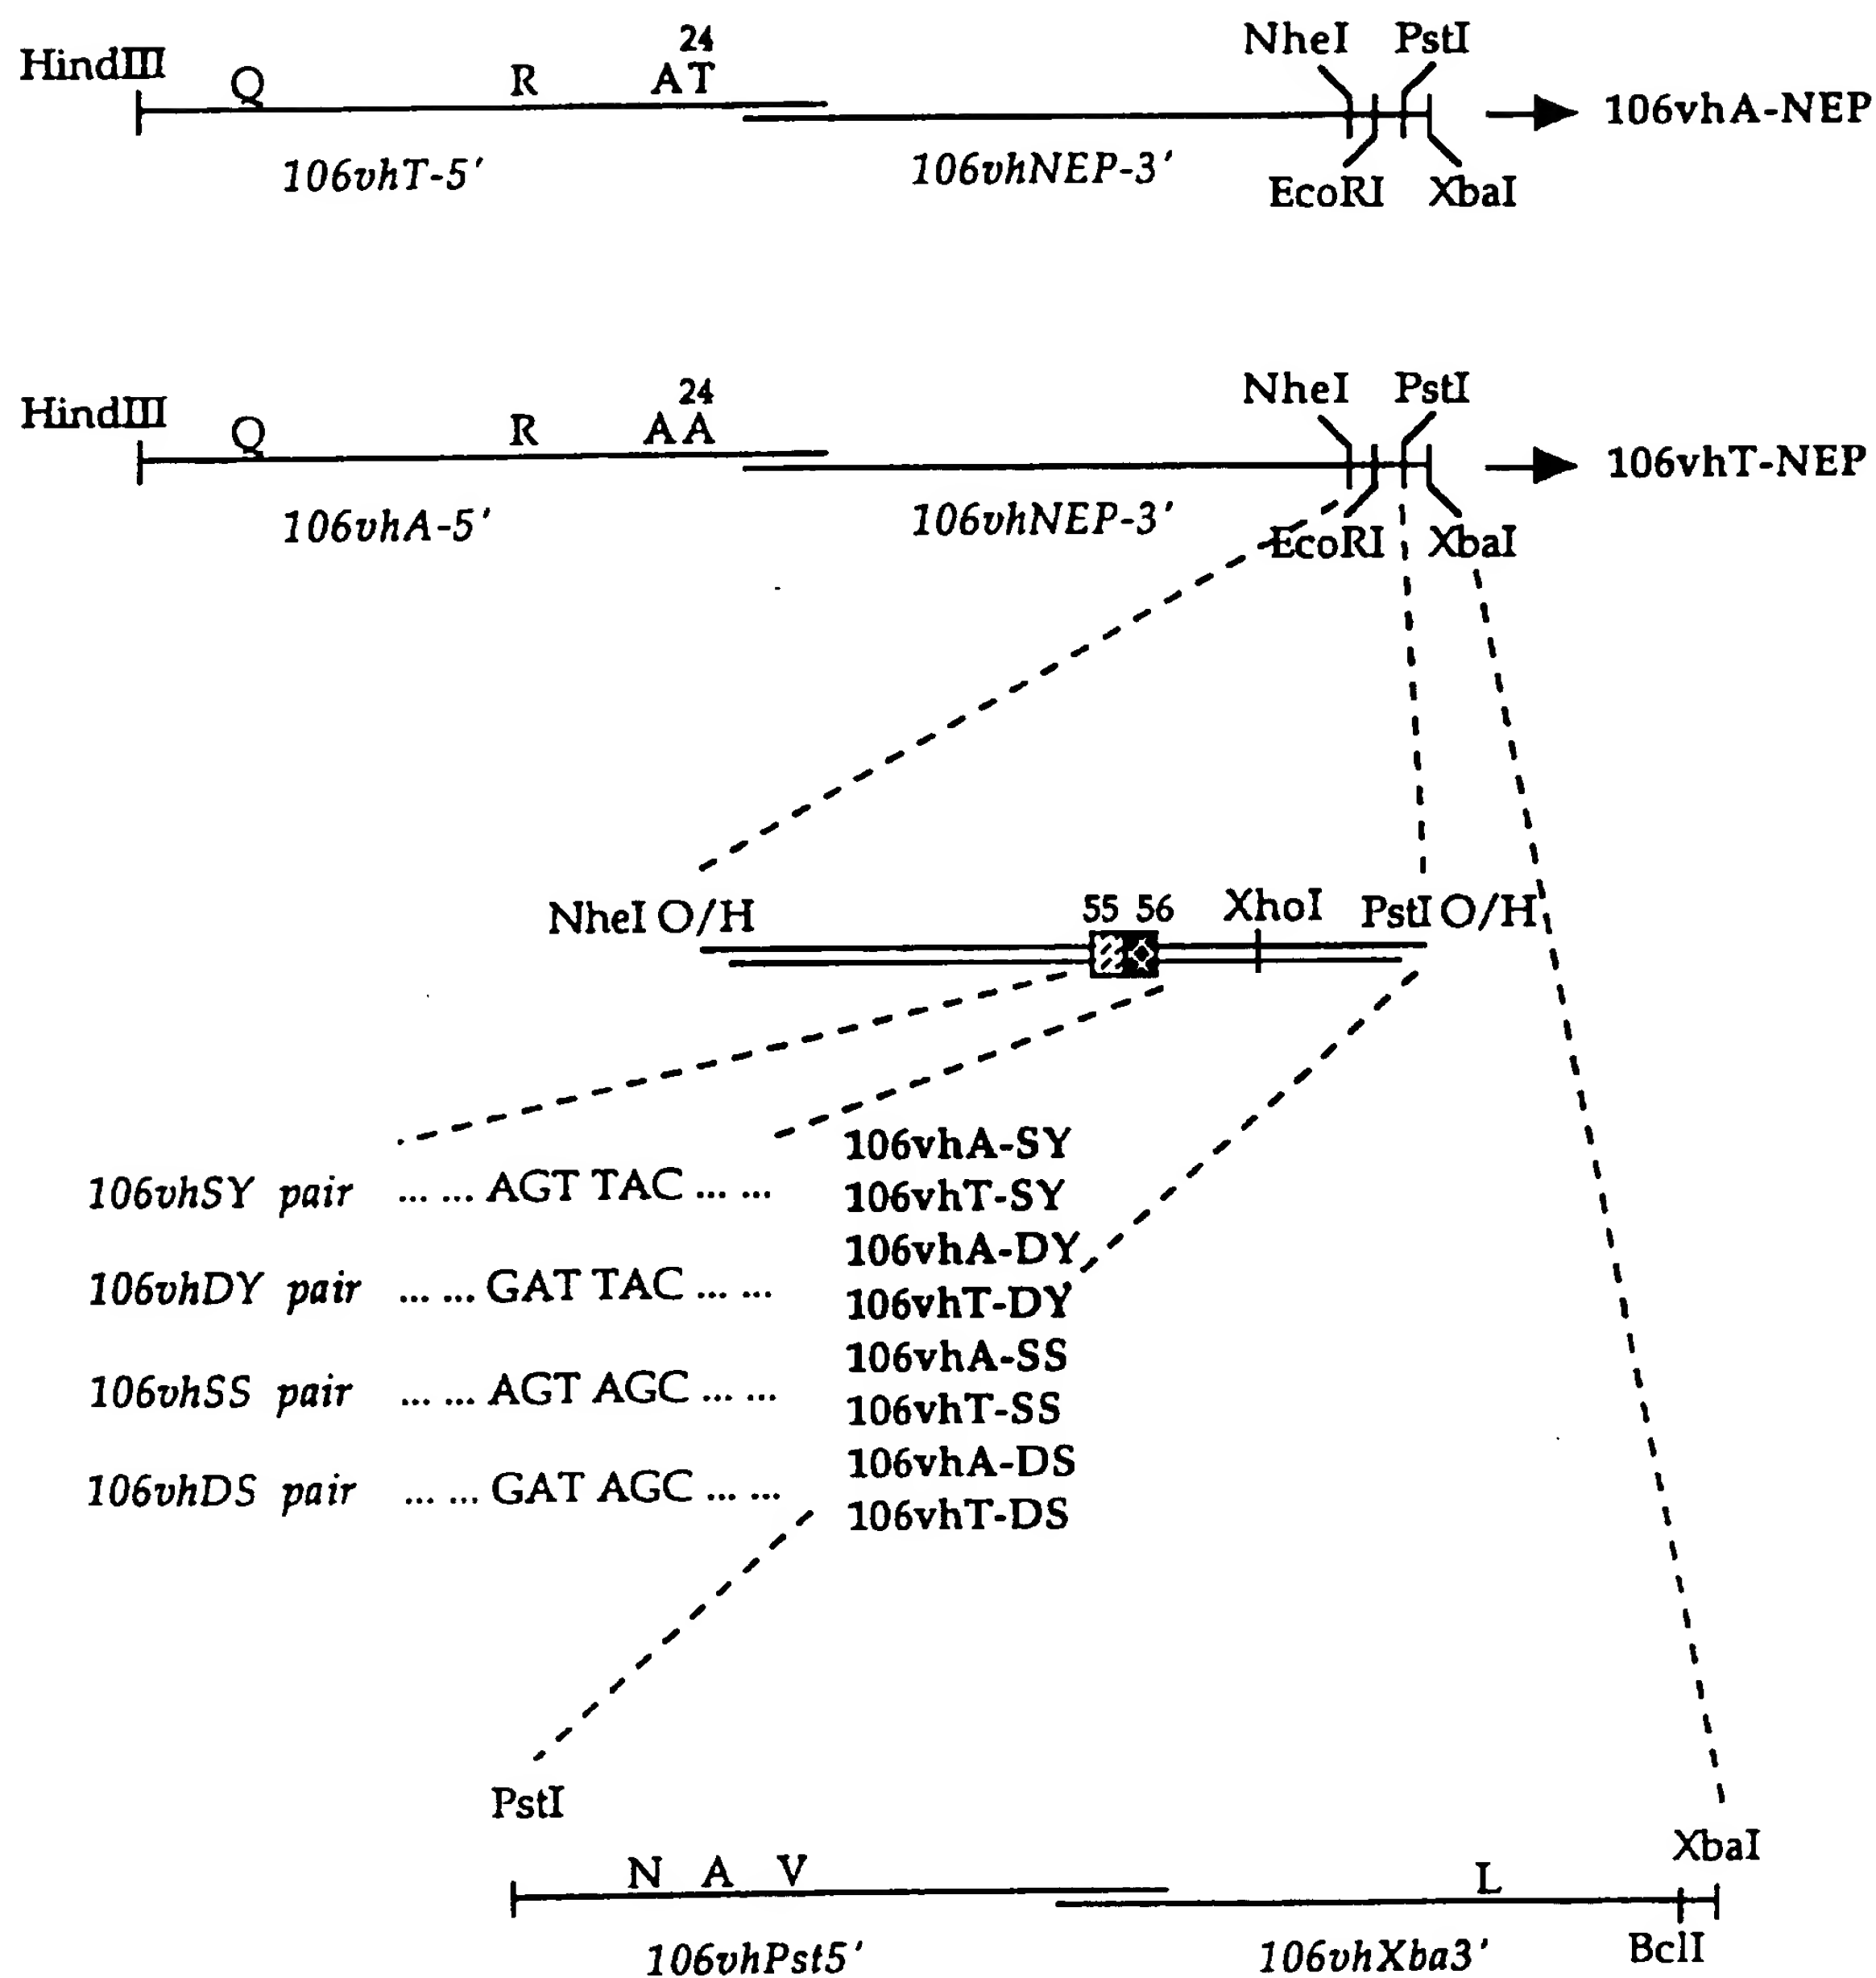 24
NheI PstI
HindIII Q R A T
106vhA-NEP
106vhT-5' 106vhNEP-3'
EcoRI XbaI
24
NheI PstI
HindIII Q R A A
106vhT-NEP
106vhA-5' 106vhNEP-3'
EcoRI XbaI
NheI O/H 55 56 XhoI PstI O/H
106vhA-SY
106vhSY pair ... ... AGT TAC ... ...
106vhT-SY
106vhA-DY
106vhDY pair ... ... GAT TAC ... ...
106vhT-DY
106vhA-SS
106vhSS pair ... ... AGT AGC ... ...
106vhT-SS
106vhA-DS
106vhDS pair ... ... GAT AGC ... ...
106vhT-DS
PstI
XbaI
N A V L
106vhPst5' 106vhXba3' BclI